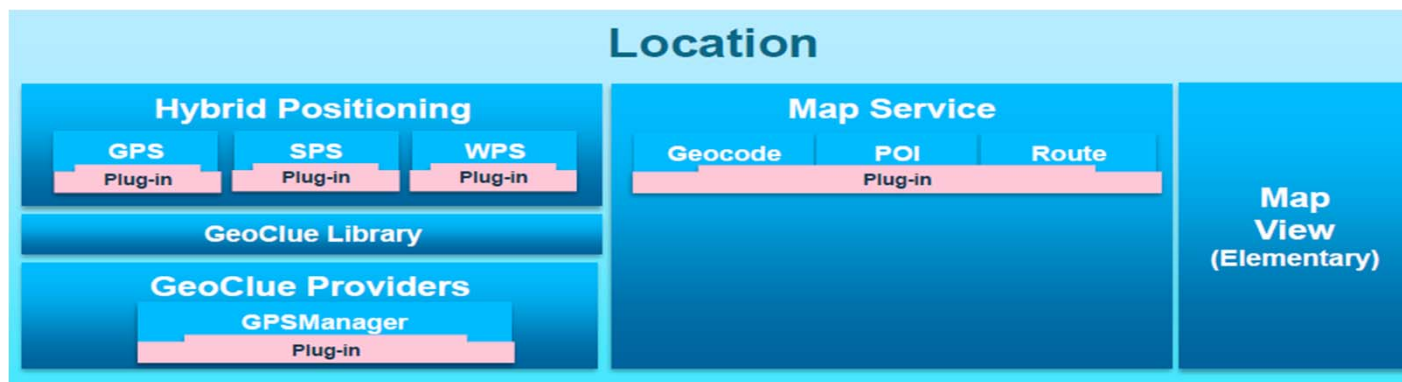 Location
Hybrid Positioning
GPS SPS WPS
Plug-in Plug-in Plug-in
GeoClue Library
GeoClue Providers
GPSManager
Plug-in
Map Service
Geocode POI Route
Plug-in
Map
View
(Elementary)